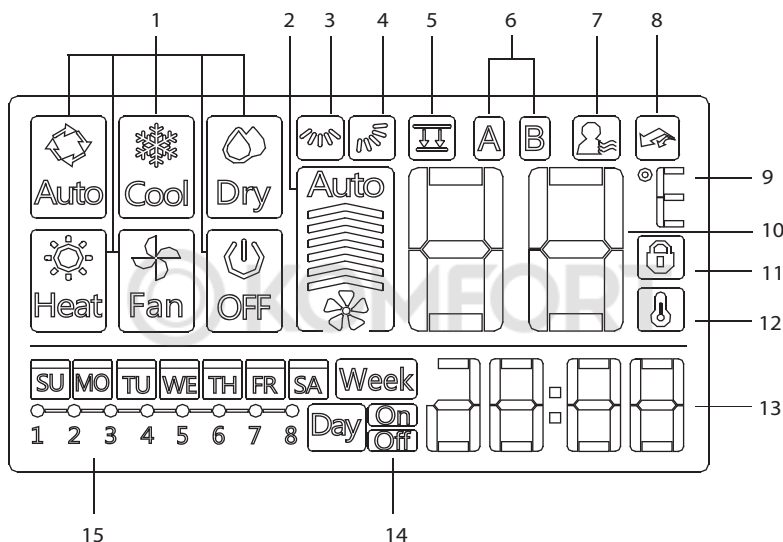 1 2 3 4 5 6 7 8
Auto Cool Dry
A B
Auto
9
10
Heat Fan OFF
11
12
© KOMFORT
SU MO TU WE TH FR SA Week
1 2 3 4 5 6 7 8
Day On
Off
13
15 14